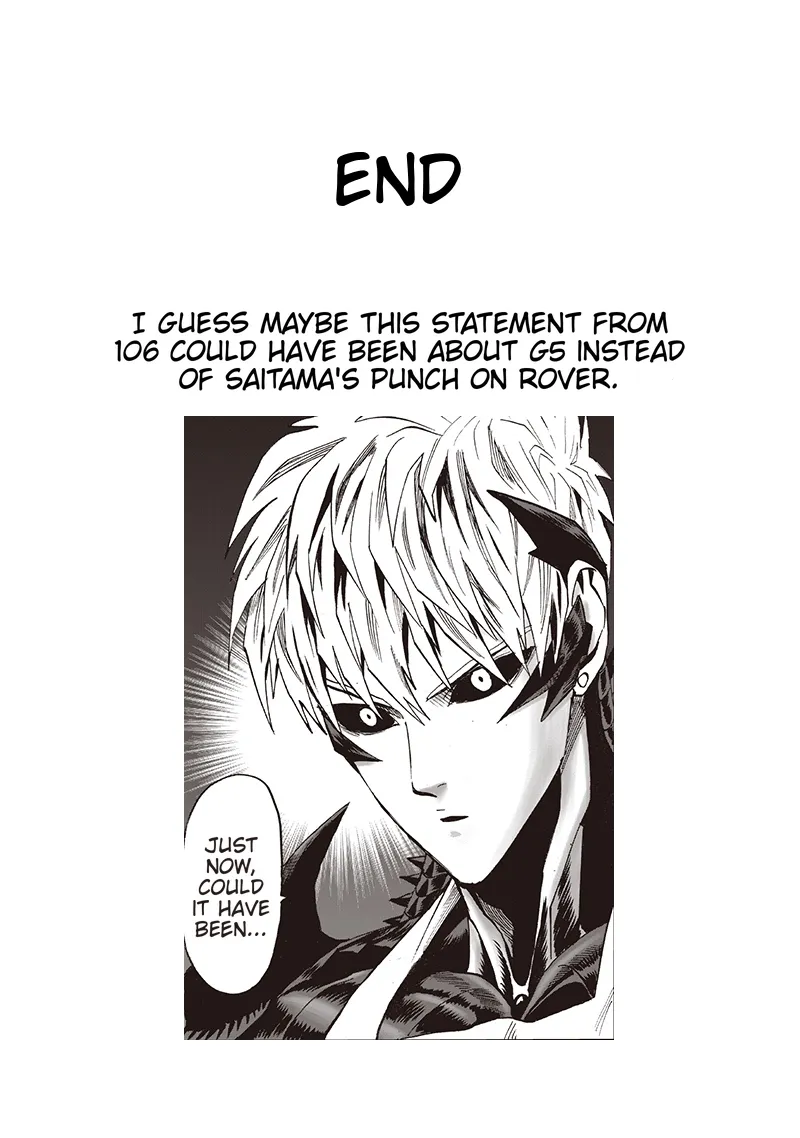 END
I GUESS MAYBE THIS STATEMENT FROM
106 COULD HAVE BEEN ABOUT G5 INSTEAD
OF SAITAMA'S PUNCH ON ROVER.
JUST
NOW,
COULD
IT HAVE
BEEN...